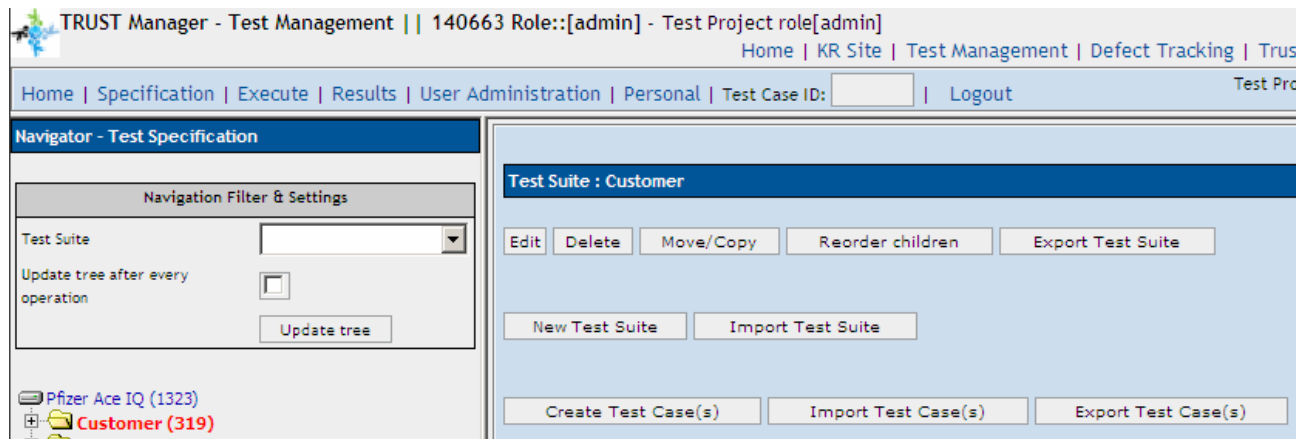 TRUST Manager - Test Management || 140663 Role::[admin] - Test Project role[admin]
Home | KR Site | Test Management | Defect Tracking |
Home | Specification | Execute | Results | User Administration | Personal | Test Case ID: | Logout
Test
Navigator - Test Specification
Navigation Filter & Settings
Test Suite
Update tree after every
operation
Update tree
Pfizer Ace IQ (1323)
Customer (319)
Test Suite : Customer
Edit Delete Move/Copy Reorder children Export Test Suite
New Test Suite Import Test Suite
Create Test Case(s) Import Test Case(s) Export Test Case(s)